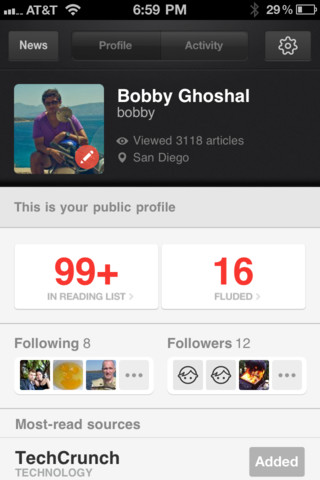 AT&T 6:59 PM 29%
News Profile Activity
Bobby Ghoshal
bobby
Viewed 3118 articles
San Diego
This is your public profile
99+ 16
IN READING LIST > FLUDED >
Following 8 Followers 12
Most-read sources
TechCrunch
TECHNOLOGY
Added